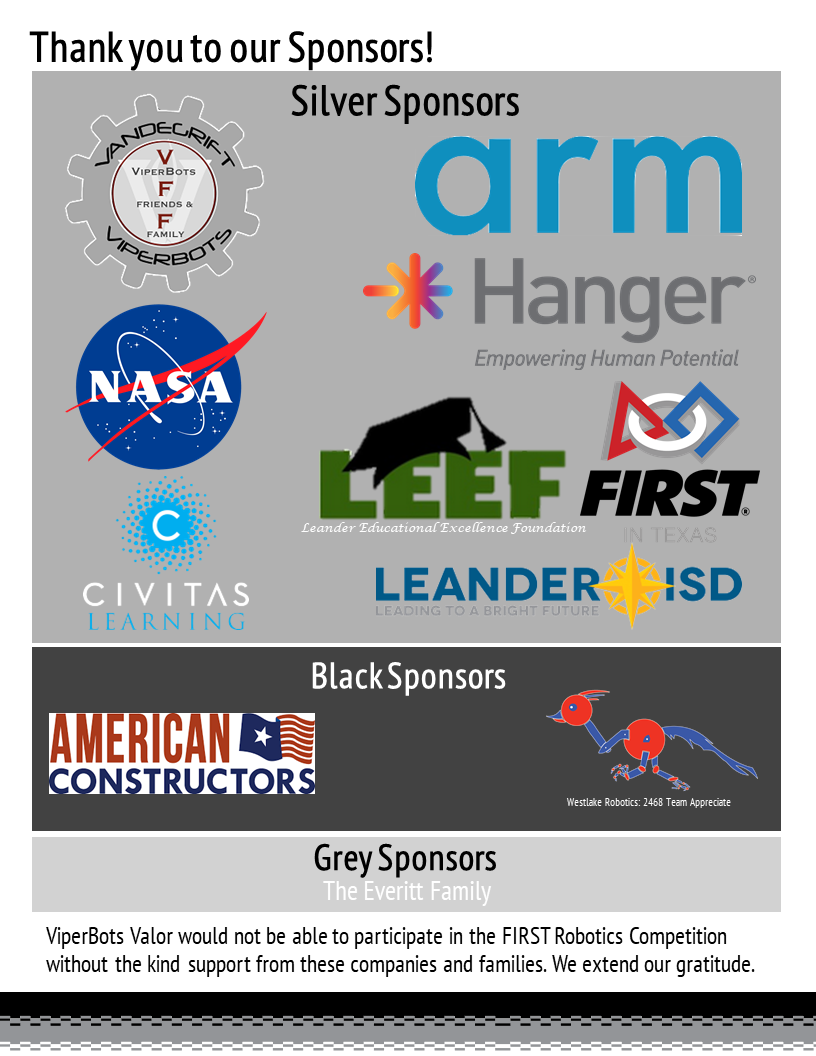 Thank you to our Sponsors!
Silver Sponsors
VANDEGRIFT
V
VIPERBOTS
F
FRIENDS &
F
FAMILY
VIPERBOTS
arm
Hanger®
Empowering Human Potential
NASA
LEEF
Leander Educational Excellence Foundation
FIRST®
IN TEXAS
C
CIVITAS
LEARNING
LEANDER ISD
LEADING TO A BRIGHT FUTURE
Black Sponsors
AMERICAN
CONSTRUCTORS
Westlake Robotics: 2468 Team Appreciate
Grey Sponsors
The Everitt Family
ViperBots Valor would not be able to participate in the FIRST Robotics Competition
without the kind support from these companies and families. We extend our gratitude.